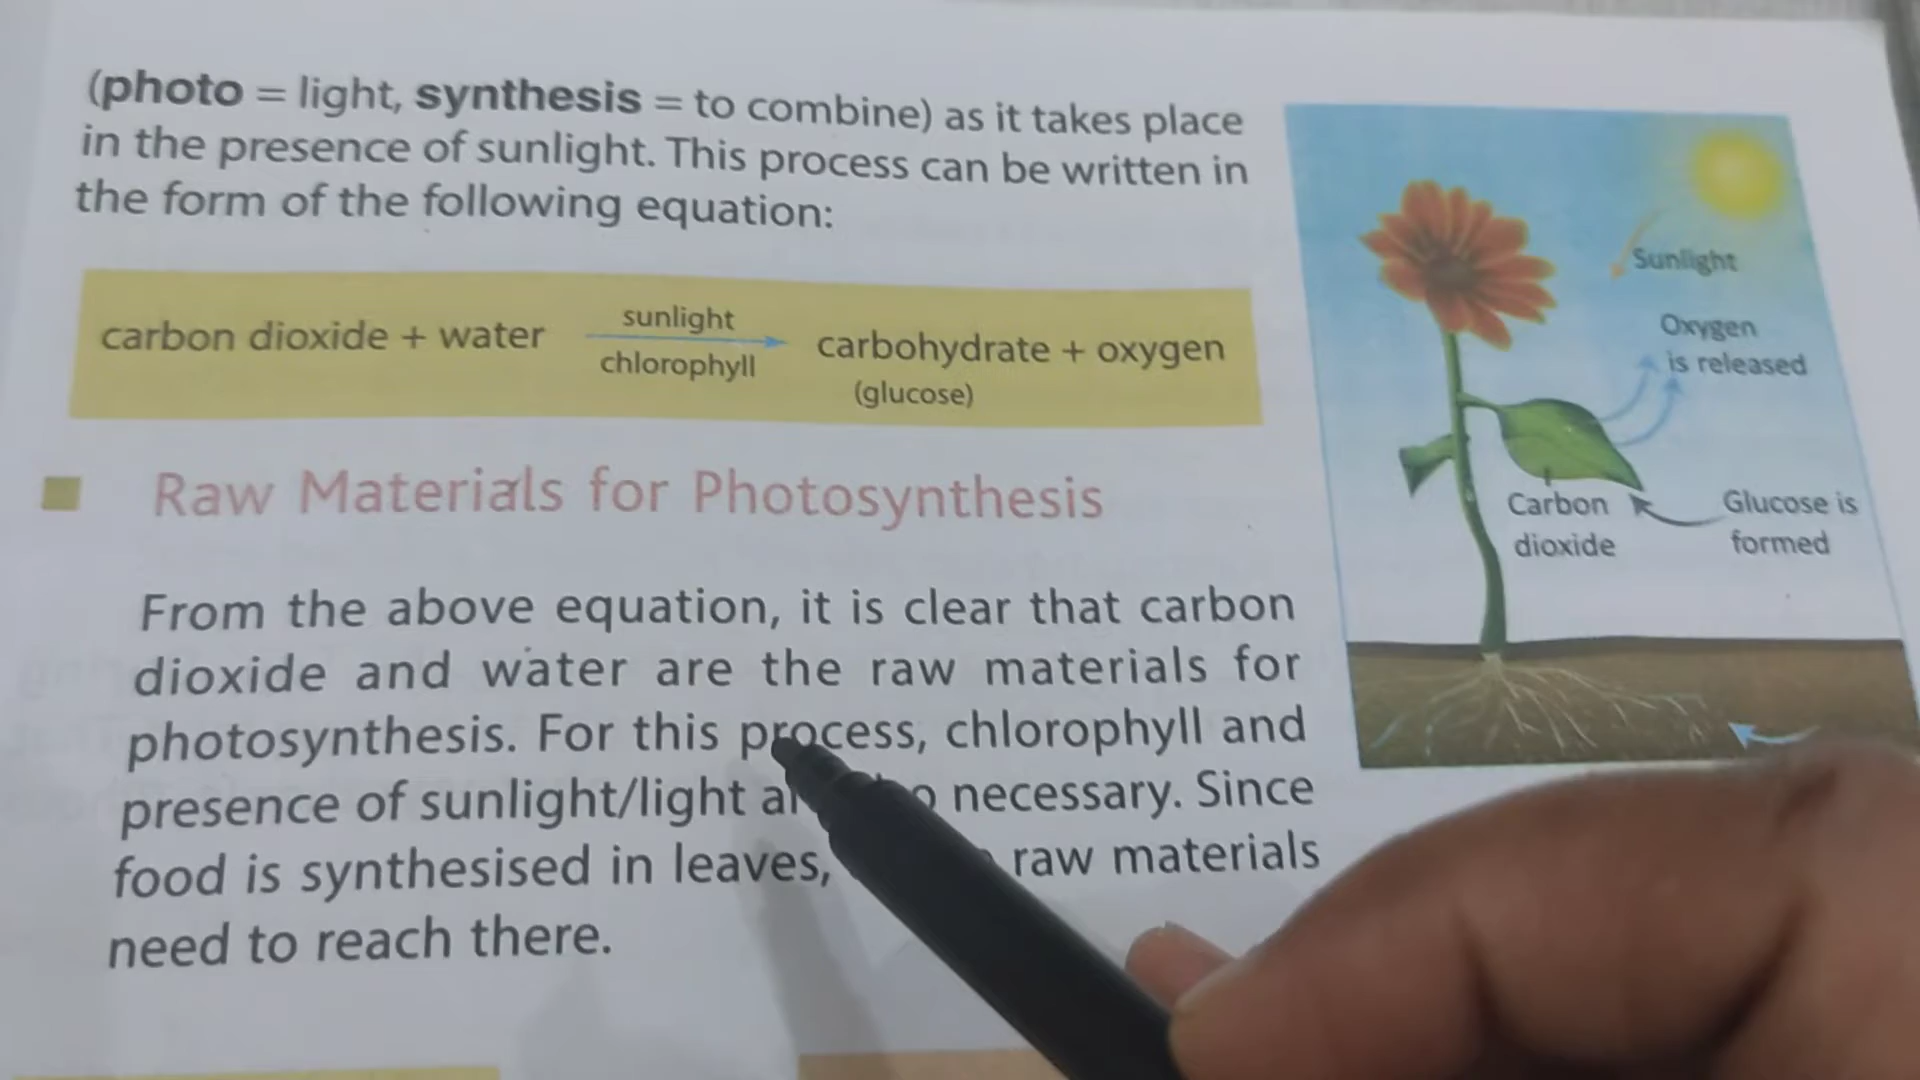 (photo = light, synthesis = to combine) as it takes place
in the presence of sunlight. This process can be written in
the form of the following equation:
carbon dioxide + water
sunlight
chlorophyll
carbohydrate + oxygen
(glucose)
Raw Materials for Photosynthesis
From the above equation, it is clear that carbon
dioxide and water are the raw materials for
photosynthesis. For this process, chlorophyll and
presence of sunlight/light necessary. Since
food is synthesised in leaves, raw materials
need to reach there.
Sunlight
Oxygen
is released
Carbon
dioxide
Glucose is
formed